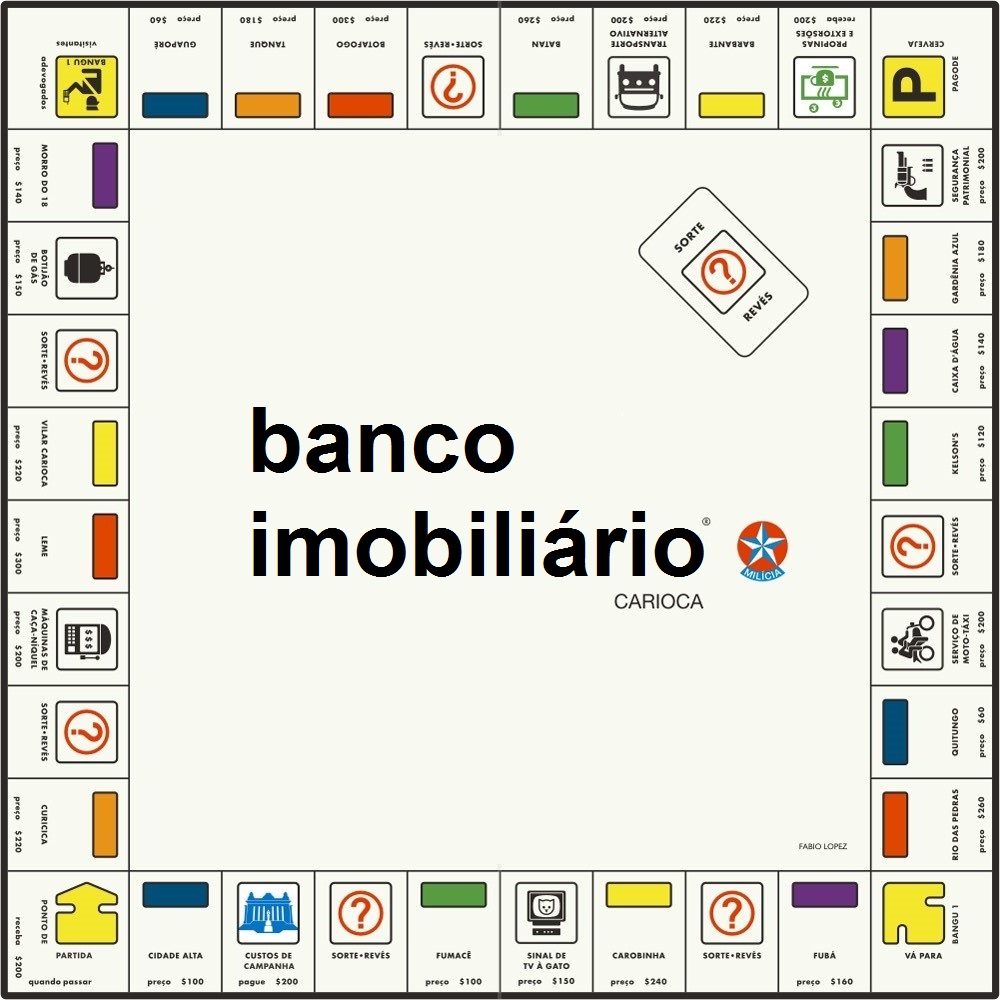 preço $60
GUAPORÉ
preço $180
TANQUE
preço $300
BOTAFOGO
SORTE•REVÉS
preço $260
BATAN
preço $200
TRANSPORTE
ALTERNATIVO
preço $220
BARBANTE
receba $200
PROPINAS
E EXTORSÕES
CERVEJA
PAGODE
P
visitantes
adevogados
BANGU 1
MORRO DO 18
preço $140
BOTIJÃO
DE GÁS
preço $150
SORTE•REVÉS
VILAR CARIOCA
preço $220
LEME
preço $300
MÁQUINAS DE
CAÇA-NÍQUEL
preço $200
$$$
SORTE•REVÉS
CURICICA
preço $220
SORTE
?
REVÉS
banco
imobiliário®
MILÍCIA
CARIOCA
FABIO LOPEZ
SEGURANÇA
PATRIMONIAL
preço $200
GARDÊNIA AZUL
preço $180
CAIXA D'ÁGUA
preço $140
KELSON'S
preço $120
SORTE•REVÉS
SERVIÇO DE
MOTO-TÁXI
preço $200
QUITUNGO
preço $60
RIO DAS PEDRAS
preço $260
PONTO DE
PARTIDA
receba $200
quando passar
CIDADE ALTA
preço $100
CUSTOS DE
CAMPANHA
pague $200
SORTE•REVÉS
FUMACÊ
preço $100
SINAL DE
TV À GATO
preço $150
CAROBINHA
preço $240
SORTE•REVÉS
FUBÁ
preço $160
VÁ PARA
BANGU 1